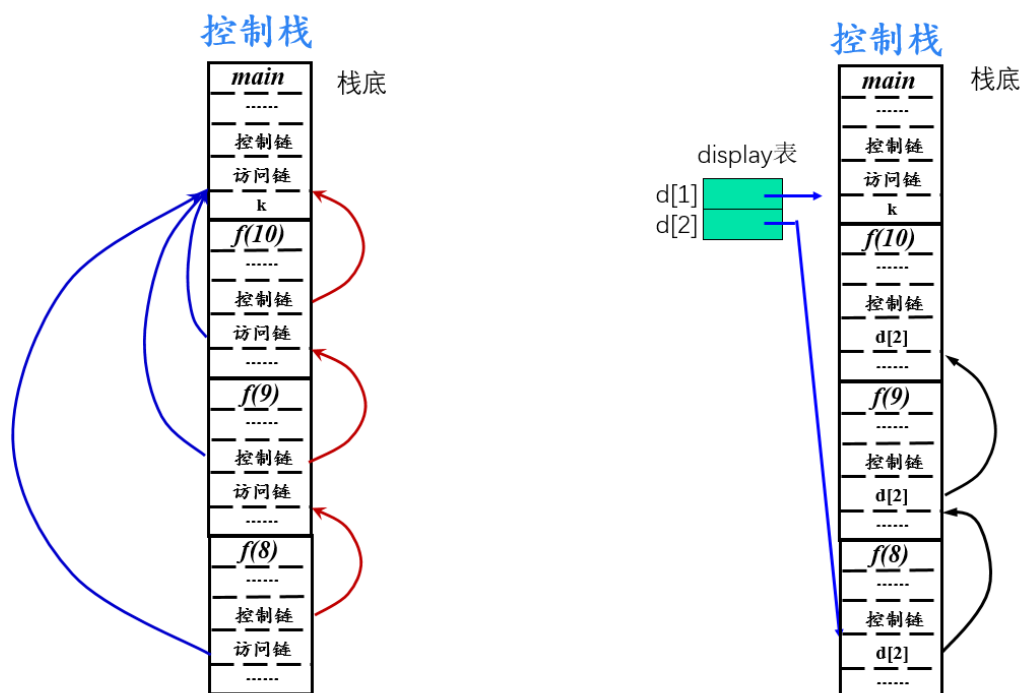 控制栈
main
栈底
------
控制链
访问链
k
f(10)
------
控制链
访问链
------
f(9)
------
控制链
访问链
------
f(8)
------
控制链
访问链
------
控制栈
main
栈底
------
控制链
访问链
k
display表
d[1]
d[2]
f(10)
------
控制链
d[2]
------
f(9)
------
控制链
d[2]
------
f(8)
------
控制链
d[2]
------